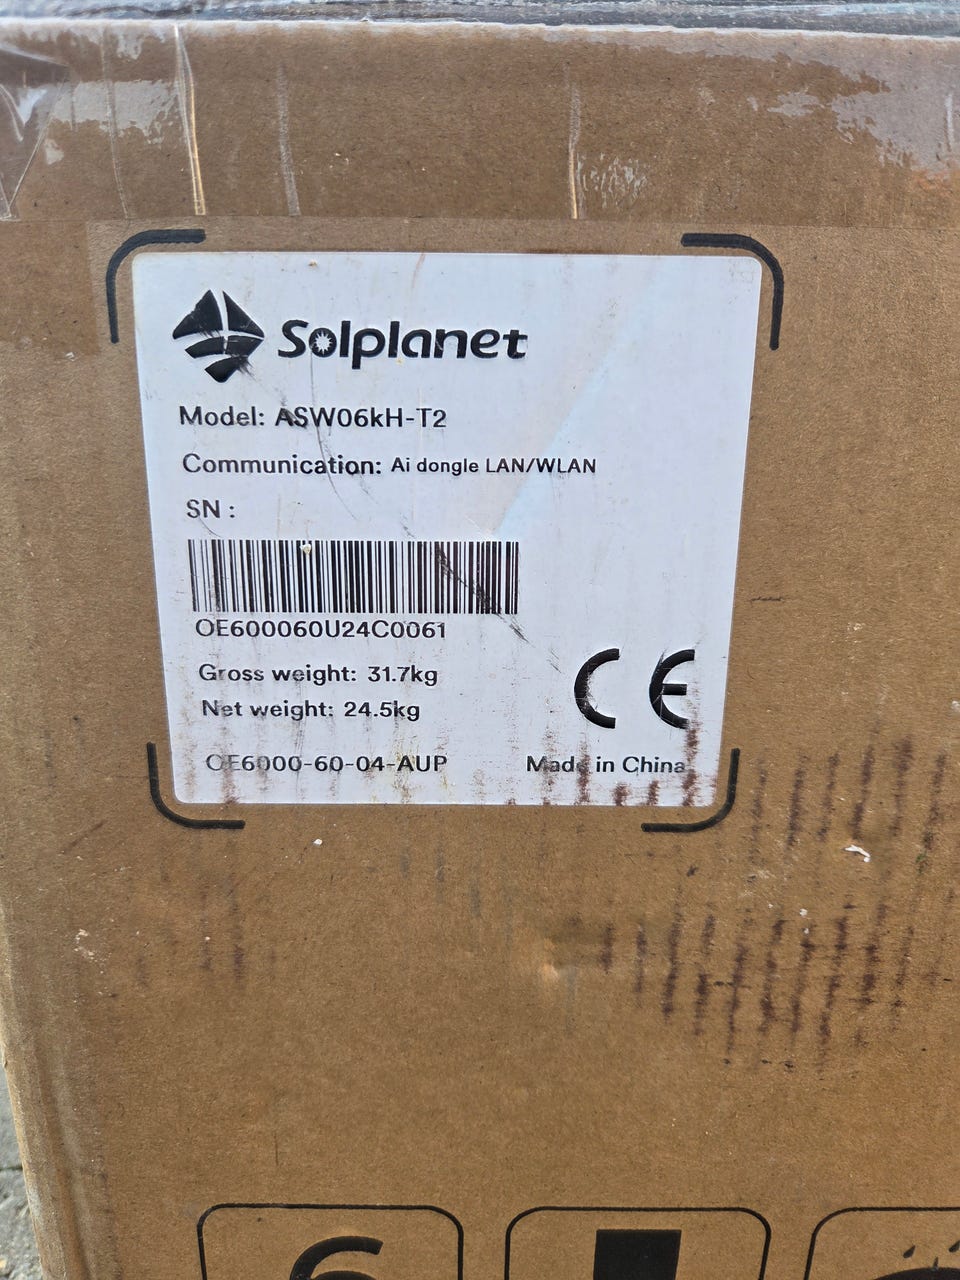 Solplanet
Model: ASW06kH-T2
Communication: Ai dongle LAN/WLAN
SN :
OE600060U24C0061
Gross weight: 31.7kg
Net weight: 24.5kg
CE
OE6000-60-04-AUP Made in China
6